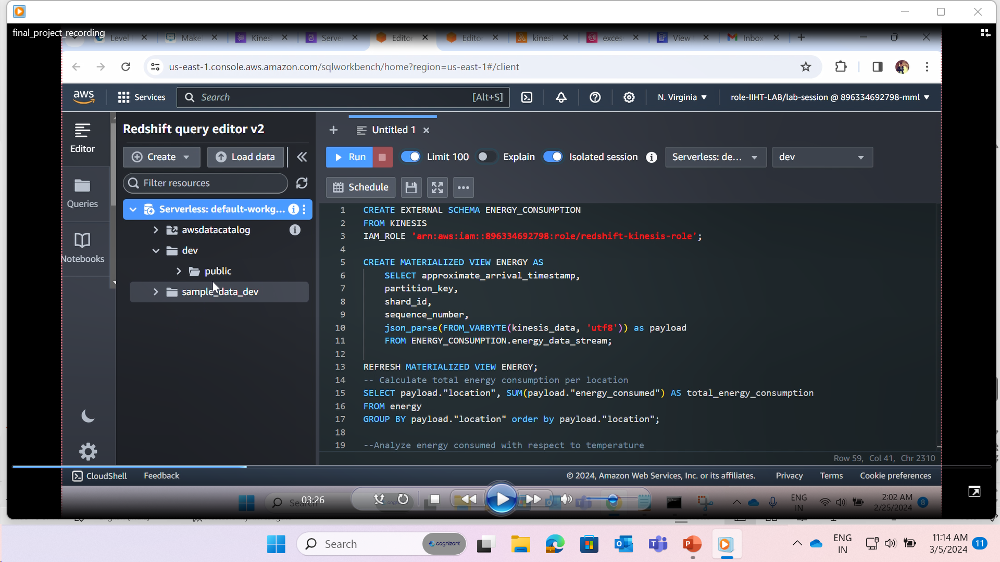 final_project_recording
Level
Make
Kines
Serve
Editor
Editor
kines
exces
View
Inbox
us-east-1.console.aws.amazon.com/sqlworkbench/home?region=us-east-1#/client
aws
Services
Search
[Alt+S]
N. Virginia
role-IIHT-LAB/lab-session @ 896334692798-mml
Editor
Queries
Notebooks
Redshift query editor v2
Create
Load data
Filter resources
Serverless: default-workg...
awsdatacatalog
dev
public
sample_data_dev
Untitled 1
Run
Limit 100
Explain
Isolated session
Serverless: de...
dev
Schedule
1 CREATE EXTERNAL SCHEMA ENERGY_CONSUMPTION
2 FROM KINESIS
3 IAM_ROLE 'arn:aws:iam::896334692798:role/redshift-kinesis-role';
4
5 CREATE MATERIALIZED VIEW ENERGY AS
6 SELECT approximate_arrival_timestamp,
7 partition_key,
8 shard_id,
9 sequence_number,
10 json_parse(FROM_VARBYTE(kinesis_data, 'utf8')) as payload
11 FROM ENERGY_CONSUMPTION.energy_data_stream;
12
13 REFRESH MATERIALIZED VIEW ENERGY;
14 -- Calculate total energy consumption per location
15 SELECT payload."location", SUM(payload."energy_consumed") AS total_energy_consumption
16 FROM energy
17 GROUP BY payload."location" order by payload."location";
18
19 --Analyze energy consumed with respect to temperature
Row 59, Col 41, Chr 2310
CloudShell
Feedback
© 2024, Amazon Web Services, Inc. or its affiliates.
Privacy
Terms
Cookie preferences
03:26
ENG
IN
2:02 AM
2/25/2024
8
Search
cognizant
ENG
IN
11:14 AM
3/5/2024
11